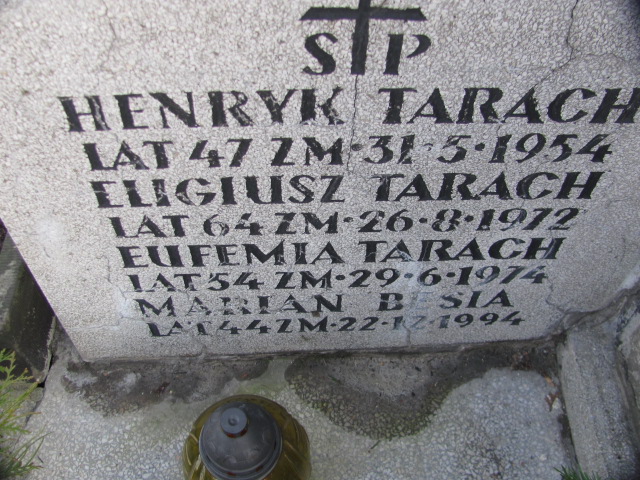 S P
HENRYK TARACH
LAT 47 ZM·31·5·1954
ELIGIUSZ TARACH
LAT 64 ZM·26·8·1972
EUFEMIA TARACH
LAT 54 ZM·29·6·1974
MARIAN BESIA
LAT 44 ZM·22·12·1994